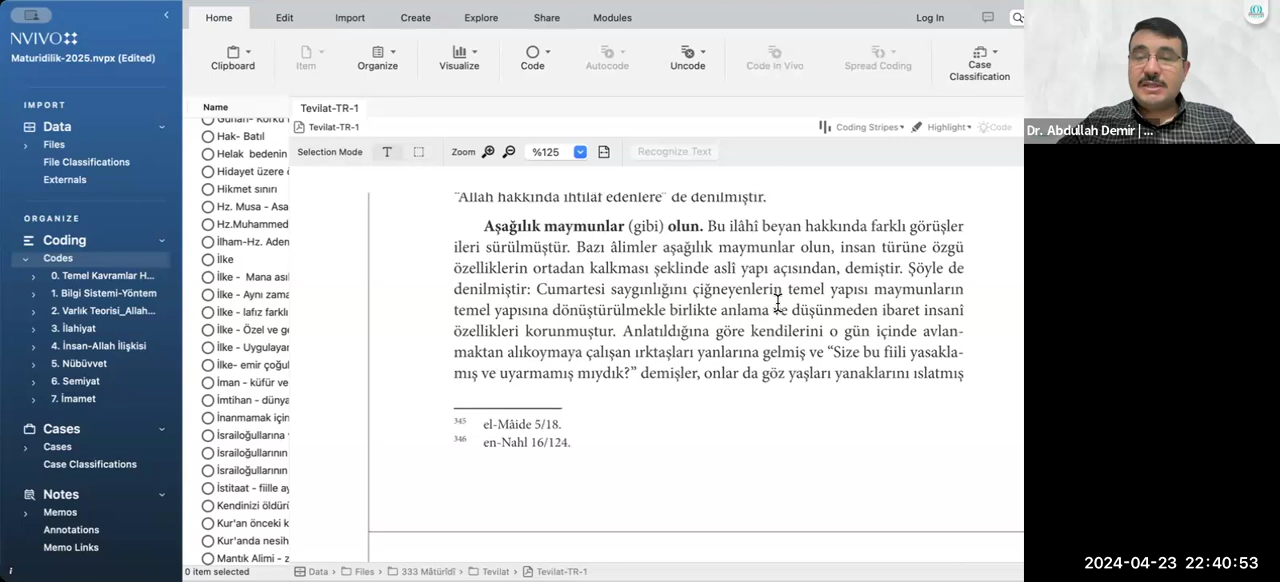 NVIVO
Maturidilik-2025.nvpx (Edited)
IMPORT
Data
Files
File Classifications
Externals
ORGANIZE
Coding
Codes
0. Temel Kavramlar H...
1. Bilgi Sistemi-Yöntem
2. Varlık Teorisi_Allah...
3. İlahiyat
4. İnsan-Allah İlişkisi
5. Nübüvvet
6. Semiyat
7. İmamet
Cases
Cases
Case Classifications
Notes
Memos
Annotations
Memo Links
Home Edit Import Create Explore Share Modules Log In
Clipboard Item Organize Visualize Code Autocode Uncode Code In Vivo Spread Coding Case Classification
Name
Günah- Korku
Hak- Batıl
Helak bedenin
Hidayet üzere
Hikmet sınırı
Hz. Musa - Asa
Hz.Muhammed
İlham-Hz. Adem
İlke
İlke - Mana ası
İlke - Aynı zama
İlke - lafız farklı
İlke - Özel ve ge
İlke - Uygulayan
İlke- emir çoğul
İman - küfür ve
İmtihan - dünya
İnanmamak için
İsrailoğullarına
İsrailoğullarının
İsrailoğullarının
İstitaat - fiille ay
Kendinizi öldürü
Kur'an önceki k
Kur'anda nesih
Mantık Alimi - z
0 item selected
Tevilat-TR-1
Tevilat-TR-1
Coding Stripes Highlight Code
Selection Mode T Zoom %125 Recognize Text
"Allah hakkında ihtilaf edenlere" de denilmiştir.
Aşağılık maymunlar (gibi) olun. Bu ilâhî beyan hakkında farklı görüşler
ileri sürülmüştür. Bazı âlimler aşağılık maymunlar olun, insan türüne özgü
özelliklerin ortadan kalkması şeklinde aslî yapı açısından, demiştir. Şöyle de
denilmiştir: Cumartesi saygınlığını çiğneyenlerin temel yapısı maymunların
temel yapısına dönüştürülmekle birlikte anlama ve düşünmeden ibaret insanî
özellikleri korunmuştur. Anlatıldığına göre kendilerini o gün içinde avlan-
maktan alıkoymaya çalışan ırktaşları yanlarına gelmiş ve “Size bu fiili yasakla-
mış ve uyarmamış mıydık?” demişler, onlar da göz yaşları yanaklarını ıslatmış
345 el-Mâide 5/18.
346 en-Nahl 16/124.
Data › Files › 333 Mâtürîdî › Tevilat › Tevilat-TR-1
Dr. Abdullah Demir | ...
2024-04-23 22:40:53